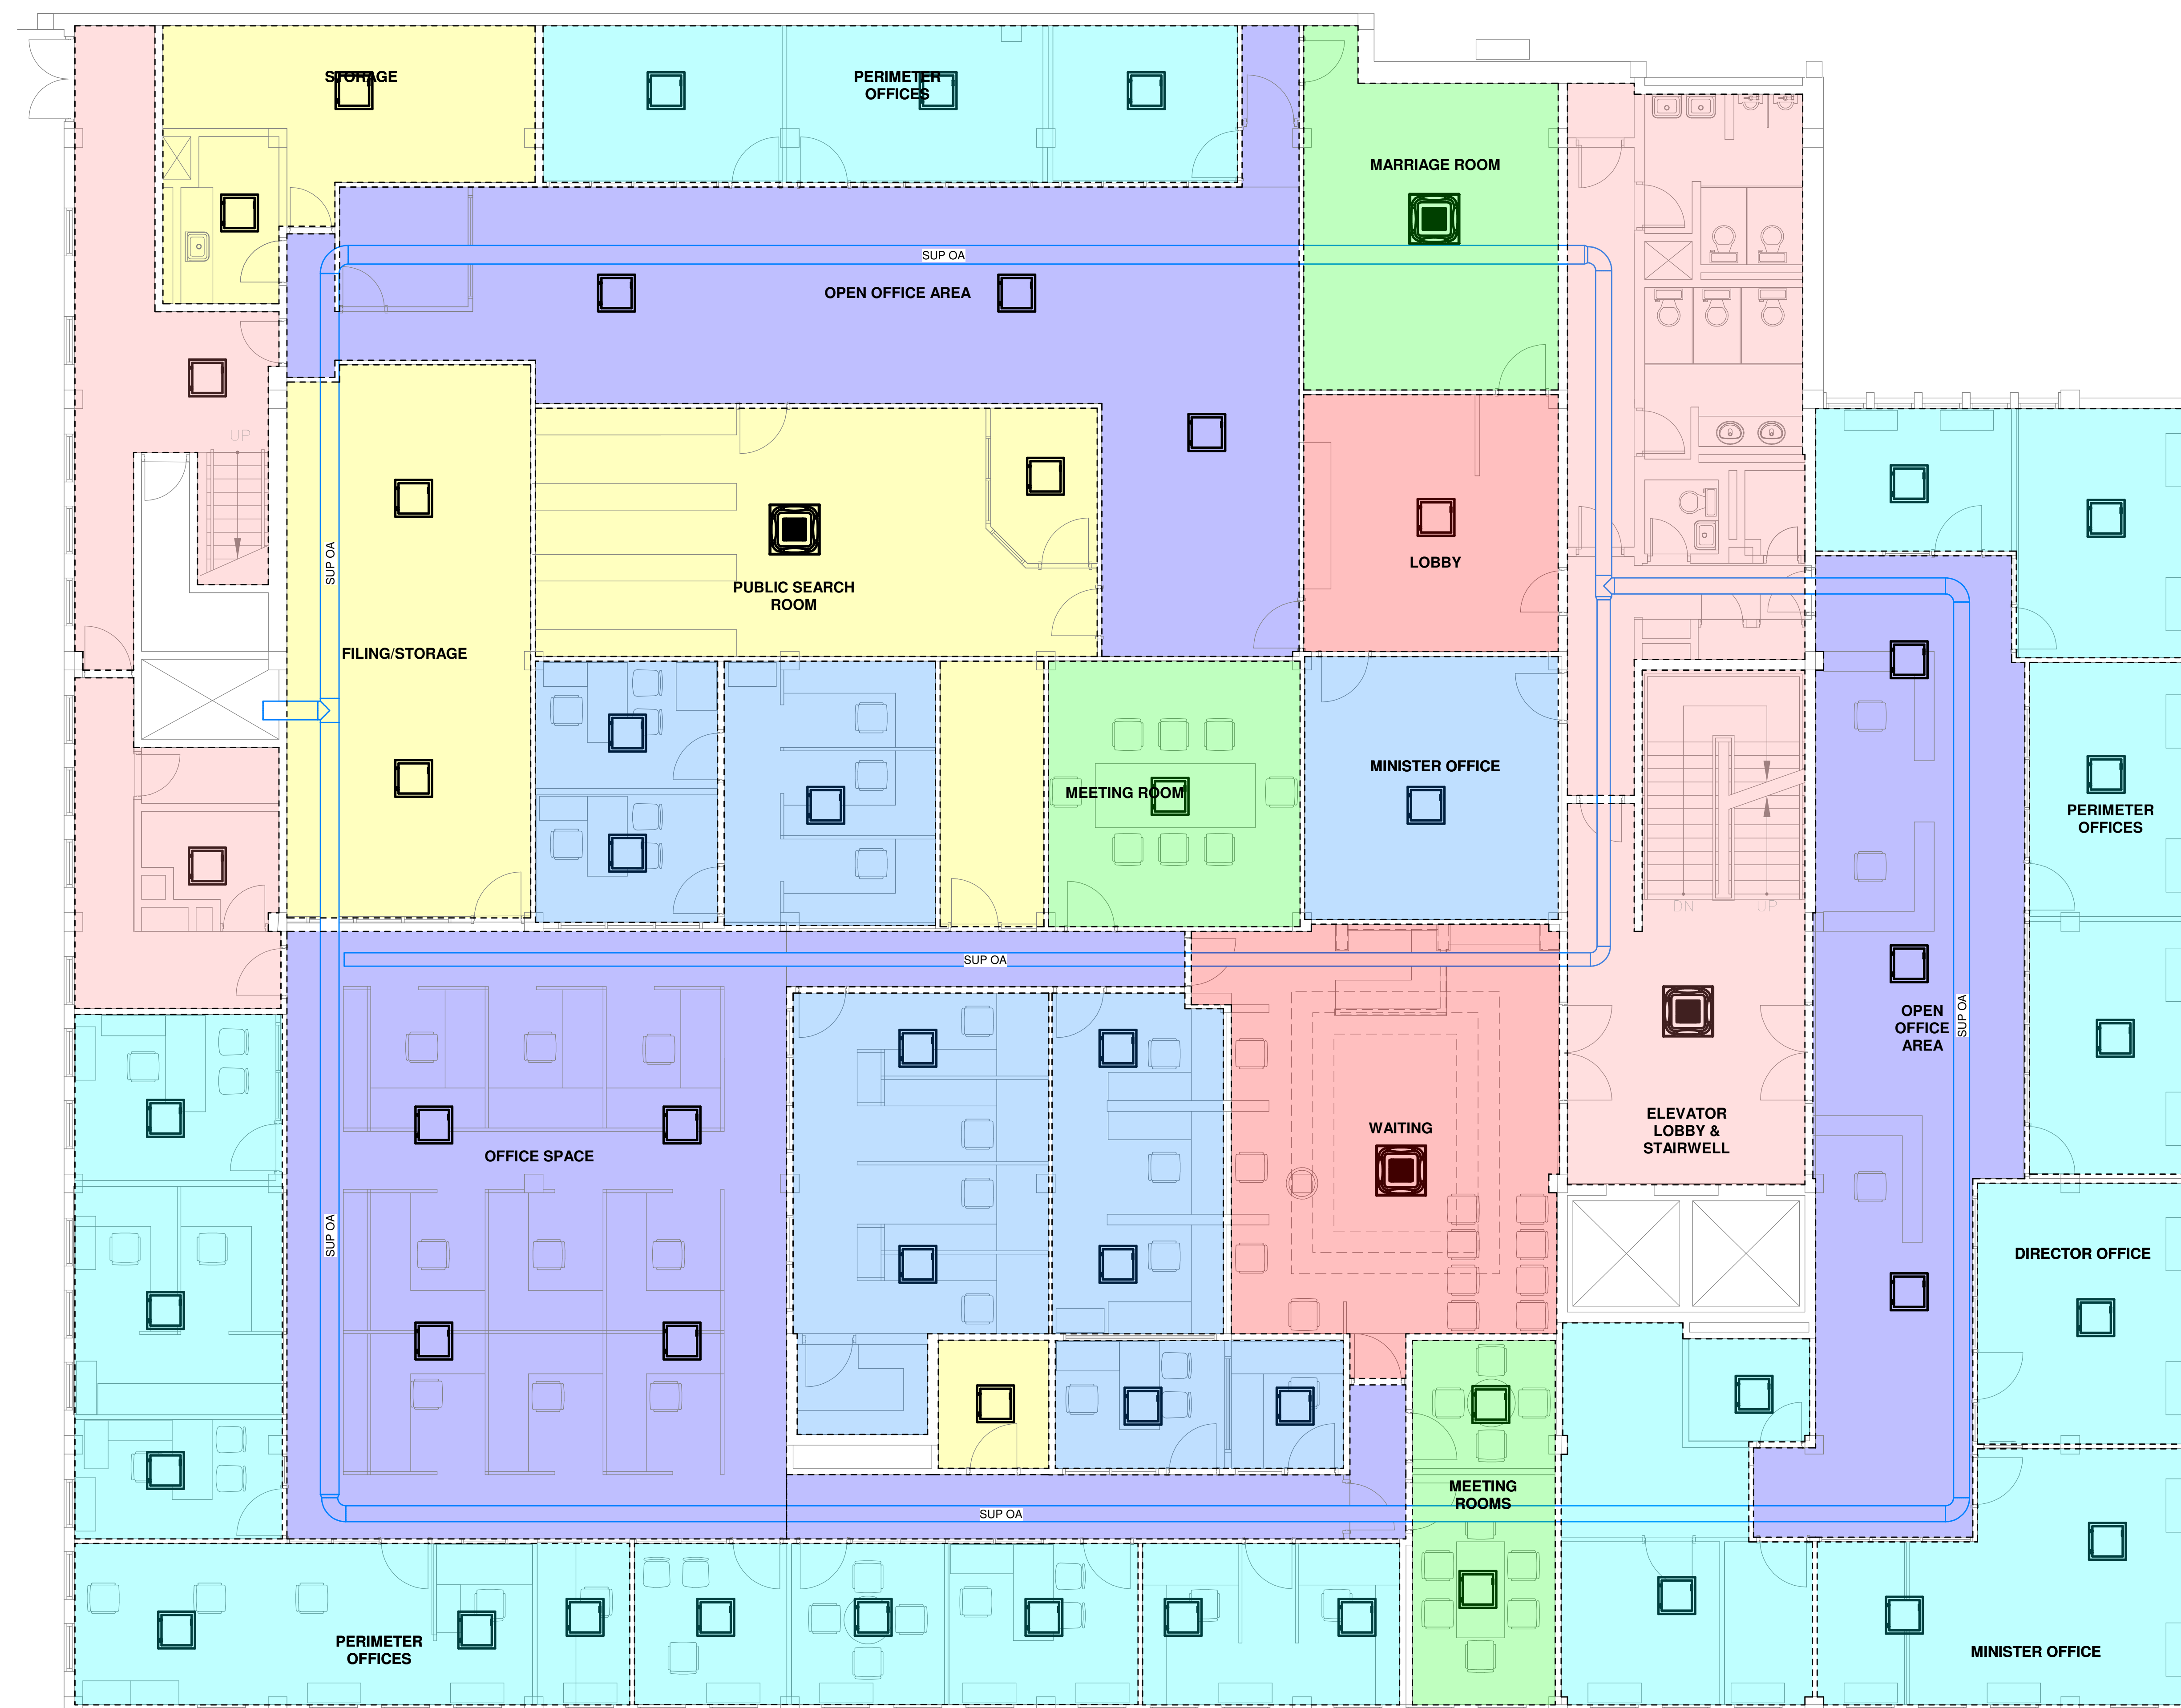 STORAGE
PERIMETER
OFFICES
MARRIAGE ROOM
SUP OA
OPEN OFFICE AREA
UP
SUP OA
LOBBY
PUBLIC SEARCH
ROOM
FILING/STORAGE
MINISTER OFFICE
MEETING ROOM
PERIMETER
OFFICES
DN
UP
SUP OA
OPEN
OFFICE
AREA
SUP OA
ELEVATOR
LOBBY &
STAIRWELL
WAITING
OFFICE SPACE
SUP OA
DIRECTOR OFFICE
MEETING
ROOMS
SUP OA
PERIMETER
OFFICES
MINISTER OFFICE